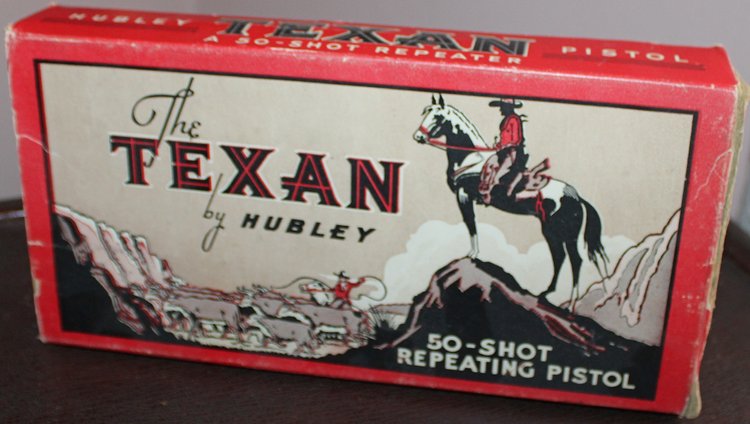 HUBLEY TEXAN PISTOL
A 50-SHOT REPEATER
The
TEXAN
by HUBLEY
50-SHOT
REPEATING PISTOL